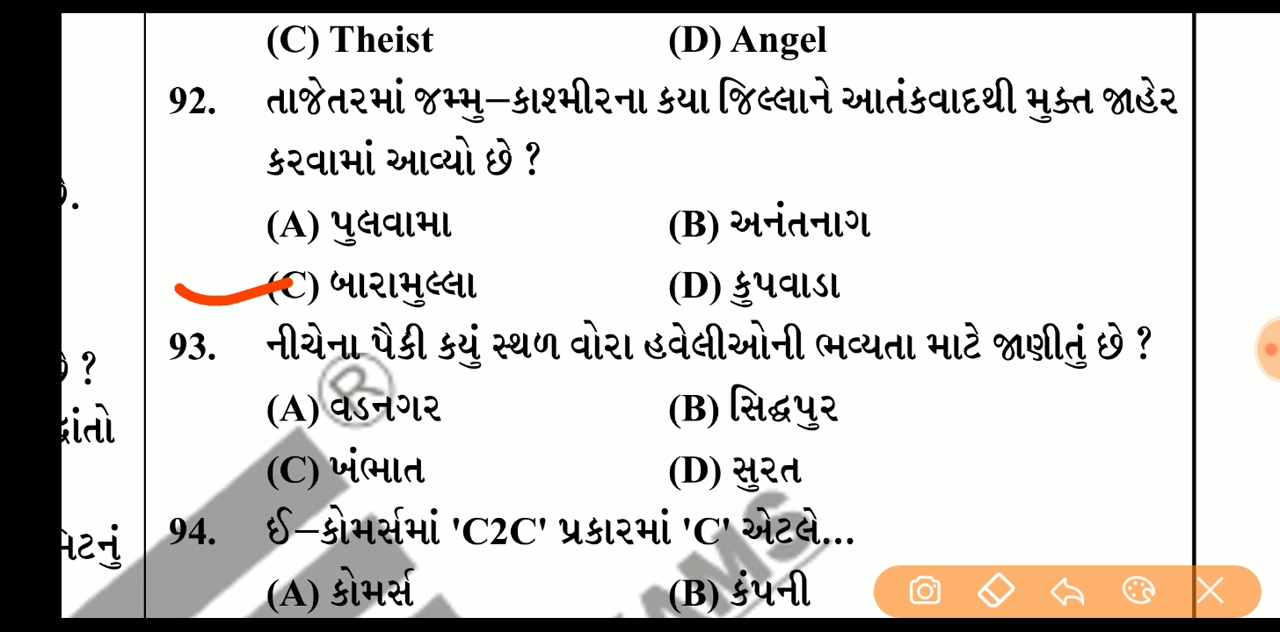 (C) Theist (D) Angel
92. તાજેતરમાં જમ્મુ–કાશ્મીરના કયા જિલ્લાને આતંકવાદથી મુક્ત જાહેર
કરવામાં આવ્યો છે ?
(A) પુલવામા (B) અનંતનાગ
(C) બારામુલ્લા (D) કુપવાડા
93. નીચેના પૈકી કયું સ્થળ વોરા હવેલીઓની ભવ્યતા માટે જાણીતું છે ?
(A) વડનગર (B) સિદ્ધપુર
(C) ખંભાત (D) સુરત
94. ઈ–કોમર્સમાં 'C2C' પ્રકારમાં 'C' એટલે...
(A) કોમર્સ (B) કંપની